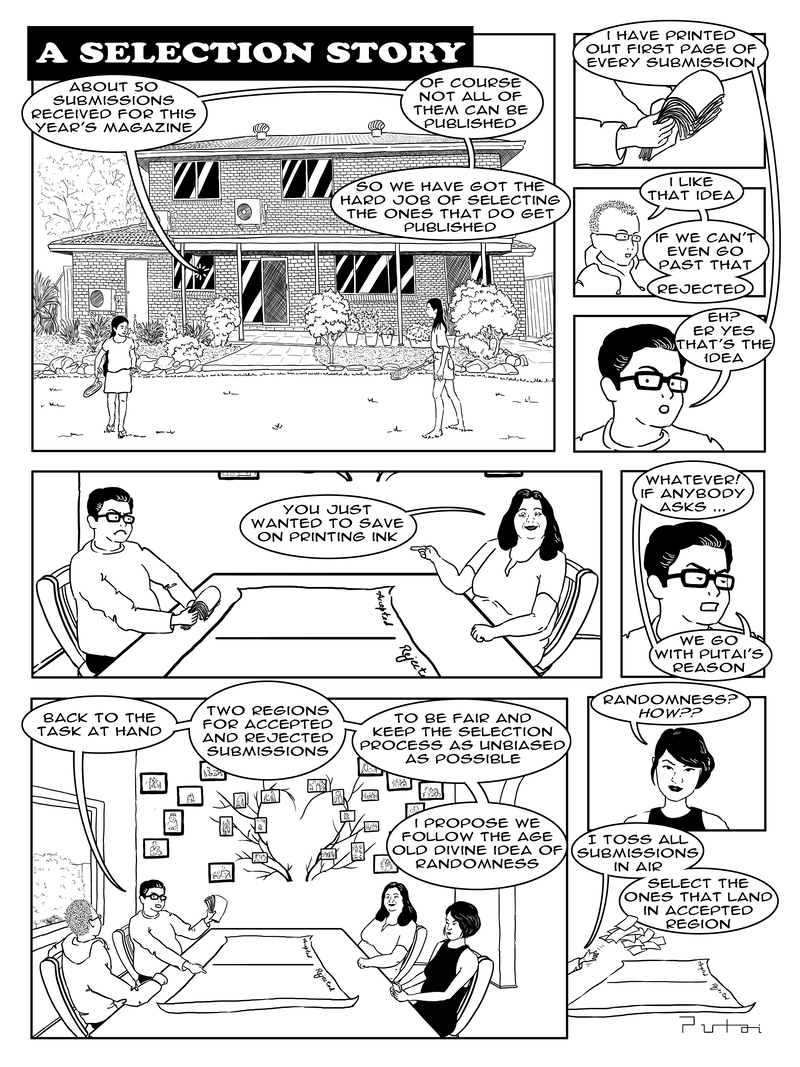 A SELECTION STORY
ABOUT 50
SUBMISSIONS
RECEIVED FOR THIS
YEAR'S MAGAZINE
OF COURSE
NOT ALL OF
THEM CAN BE
PUBLISHED
SO WE HAVE GOT THE
HARD JOB OF SELECTING
THE ONES THAT DO GET
PUBLISHED
I HAVE PRINTED
OUT FIRST PAGE OF
EVERY SUBMISSION
I LIKE
THAT IDEA
IF WE CAN'T
EVEN GO
PAST THAT
REJECTED
EH?
ER YES
THAT'S THE
IDEA
YOU JUST
WANTED TO SAVE
ON PRINTING INK
Accepted
Reject
WHATEVER!
IF ANYBODY
ASKS ...
WE GO
WITH PUTAI'S
REASON
BACK TO THE
TASK AT HAND
TWO REGIONS
FOR ACCEPTED
AND REJECTED
SUBMISSIONS
TO BE FAIR AND
KEEP THE SELECTION
PROCESS AS UNBIASED
AS POSSIBLE
I PROPOSE WE
FOLLOW THE AGE
OLD DIVINE IDEA OF
RANDOMNESS
Accepted
Rejected
RANDOMNESS?
HOW??
I TOSS ALL
SUBMISSIONS
IN AIR
SELECT THE
ONES THAT LAND
IN ACCEPTED
REGION
Accepted
Rejected
Putai